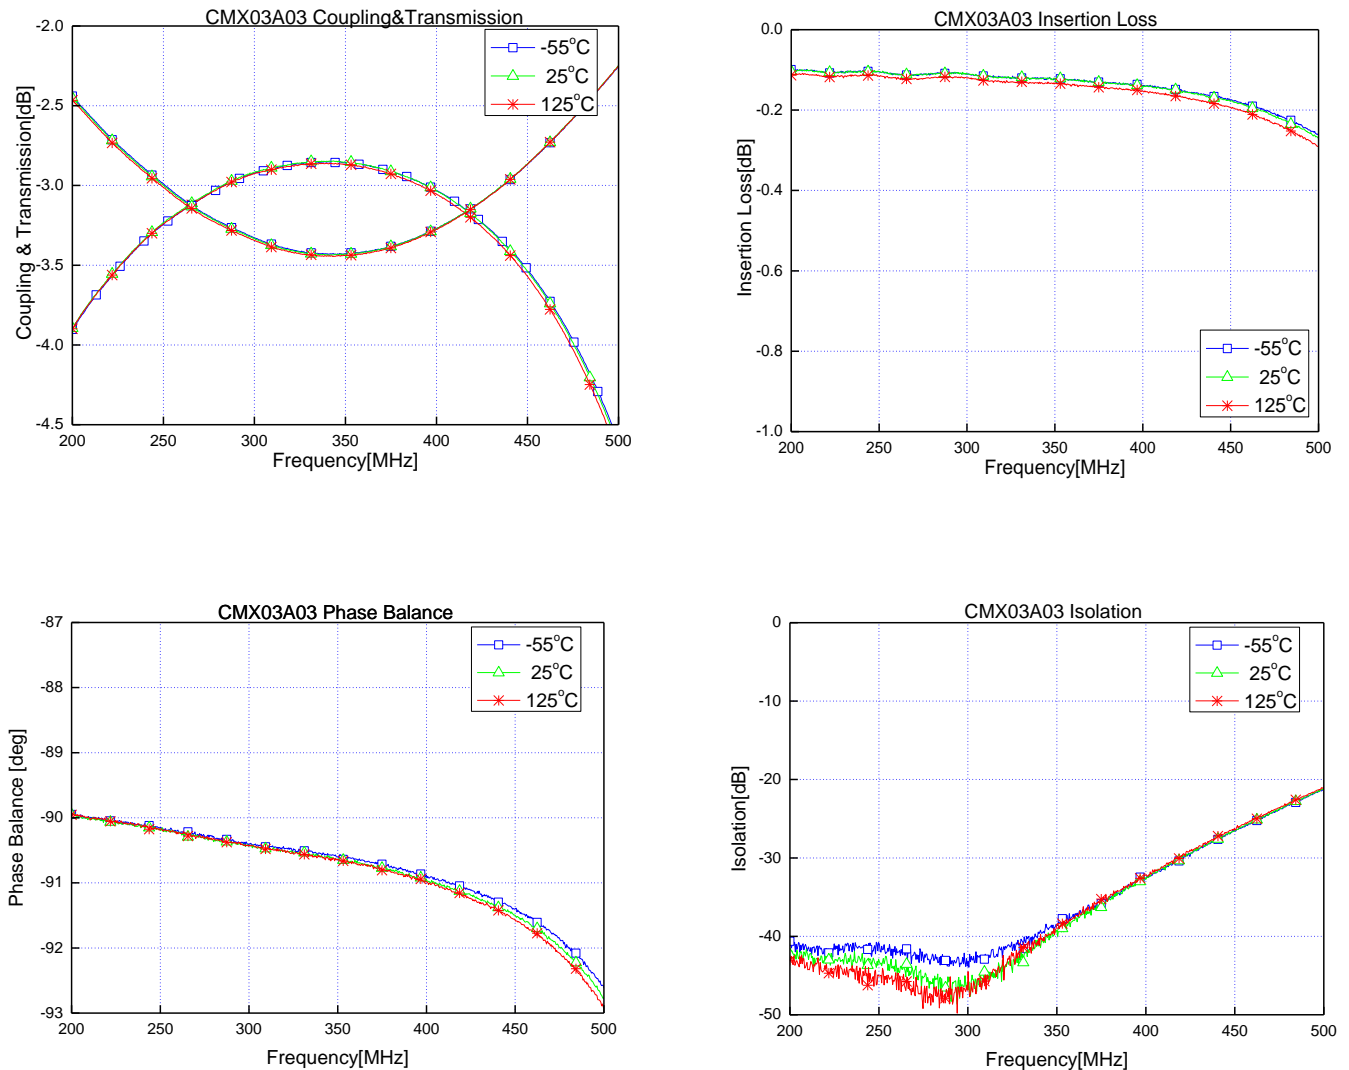 CMX03A03 Coupling&Transmission
-2.0
-2.5
-3.0
-3.5
-4.0
-4.5
Coupling & Transmission[dB]
-55°C
25°C
125°C
200 250 300 350 400 450 500
Frequency[MHz]
CMX03A03 Insertion Loss
0.0
-0.2
-0.4
-0.6
-0.8
-1.0
Insertion Loss[dB]
-55°C
25°C
125°C
200 250 300 350 400 450 500
Frequency[MHz]
CMX03A03 Phase Balance
-87
-88
-89
-90
-91
-92
-93
Phase Balance [deg]
-55°C
25°C
125°C
200 250 300 350 400 450 500
Frequency[MHz]
CMX03A03 Isolation
0
-10
-20
-30
-40
-50
Isolation[dB]
-55°C
25°C
125°C
200 250 300 350 400 450 500
Frequency[MHz]